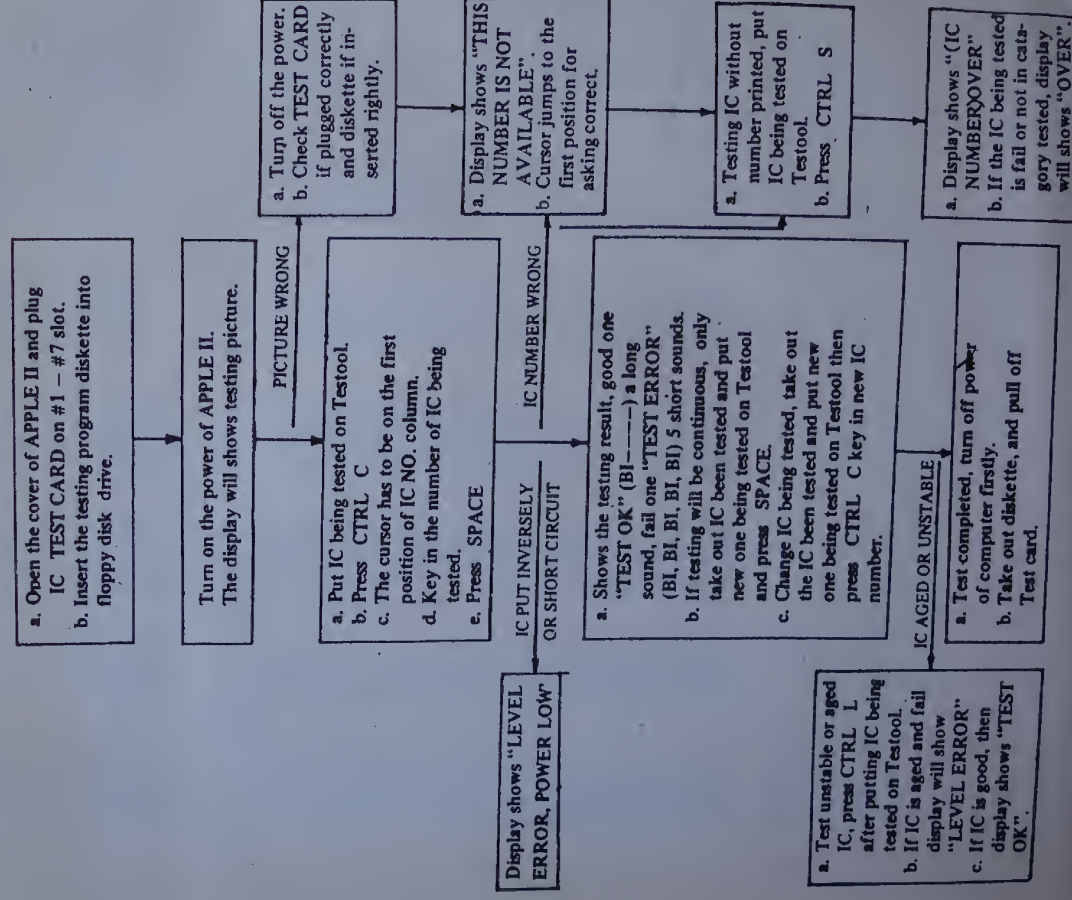 a. Open the cover of APPLE II and plug
IC TEST CARD on #1 – #7 slot.
b. Insert the testing program diskette into
floppy disk drive.
Turn on the power of APPLE II.
The display will shows testing picture.
PICTURE WRONG
a. Turn off the power.
b. Check TEST CARD
if plugged correctly
and diskette if in-
serted rightly.
a. Put IC being tested on Testool.
b. Press CTRL C
c. The cursor has to be on the first
position of IC NO. column.
d. Key in the number of IC being
tested.
e. Press SPACE
IC NUMBER WRONG
a. Display shows "THIS
NUMBER IS NOT
AVAILABLE".
b. Cursor jumps to the
first position for
asking correct.
IC PUT INVERSELY
OR SHORT CIRCUIT
Display shows "LEVEL
ERROR, POWER LOW"
a. Shows the testing result, good one
"TEST OK" (BI-----) a long
sound, fail one "TEST ERROR"
(BI, BI, BI, BI, BI) 5 short sounds.
b. If testing will be continuous, only
take out IC been tested and put
new one being tested on Testool
and press SPACE.
c. Change IC being tested, take out
the IC been tested and put new
one being tested on Testool then
press CTRL C key in new IC
number.
a. Testing IC without
number printed, put
IC being tested on
Testool.
b. Press CTRL S
IC AGED OR UNSTABLE
a. Test unstable or aged
IC, press CTRL L
after putting IC being
tested on Testool.
b. If IC is aged and fail
display will show
"LEVEL ERROR"
c. If IC is good, then
display shows "TEST
OK".
a. Test completed, turn off power
of computer firstly.
b. Take out diskette, and pull off
Test card.
a. Display shows "(IC
NUMBER)OVER"
b. If the IC being tested
is fail or not in cata-
gory tested, display
will shows "OVER".